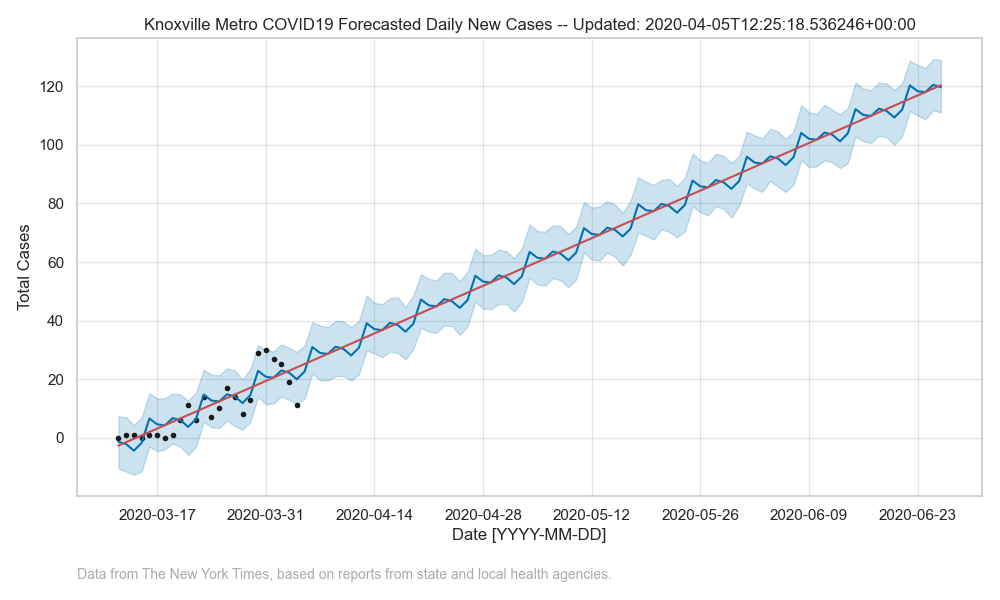 Knoxville Metro COVID19 Forecasted Daily New Cases -- Updated: 2020-04-05T12:25:18.536246+00:00
Total Cases
120
100
80
60
40
20
0
2020-03-17 2020-03-31 2020-04-14 2020-04-28 2020-05-12 2020-05-26 2020-06-09 2020-06-23
Date [YYYY-MM-DD]
Data from The New York Times, based on reports from state and local health agencies.